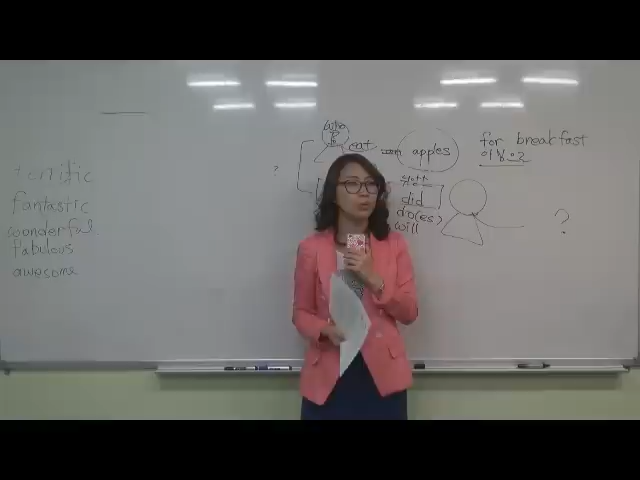 terrific
fantastic
wonderful
fabulous
awesome
?
eat
apples
for breakfast
did
do(es)
will
?